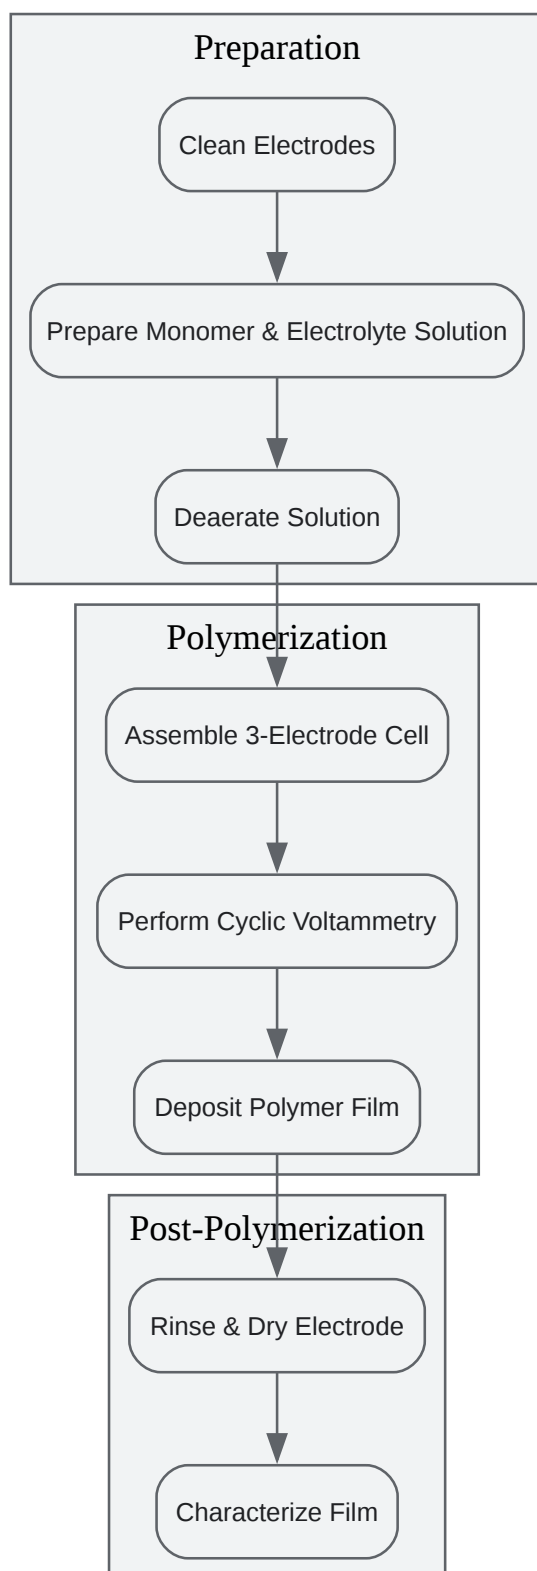 Preparation
Clean Electrodes
Prepare Monomer & Electrolyte Solution
Deaerate Solution
Polymerization
Assemble 3-Electrode Cell
Perform Cyclic Voltammetry
Deposit Polymer Film
Post-Polymerization
Rinse & Dry Electrode
Characterize Film